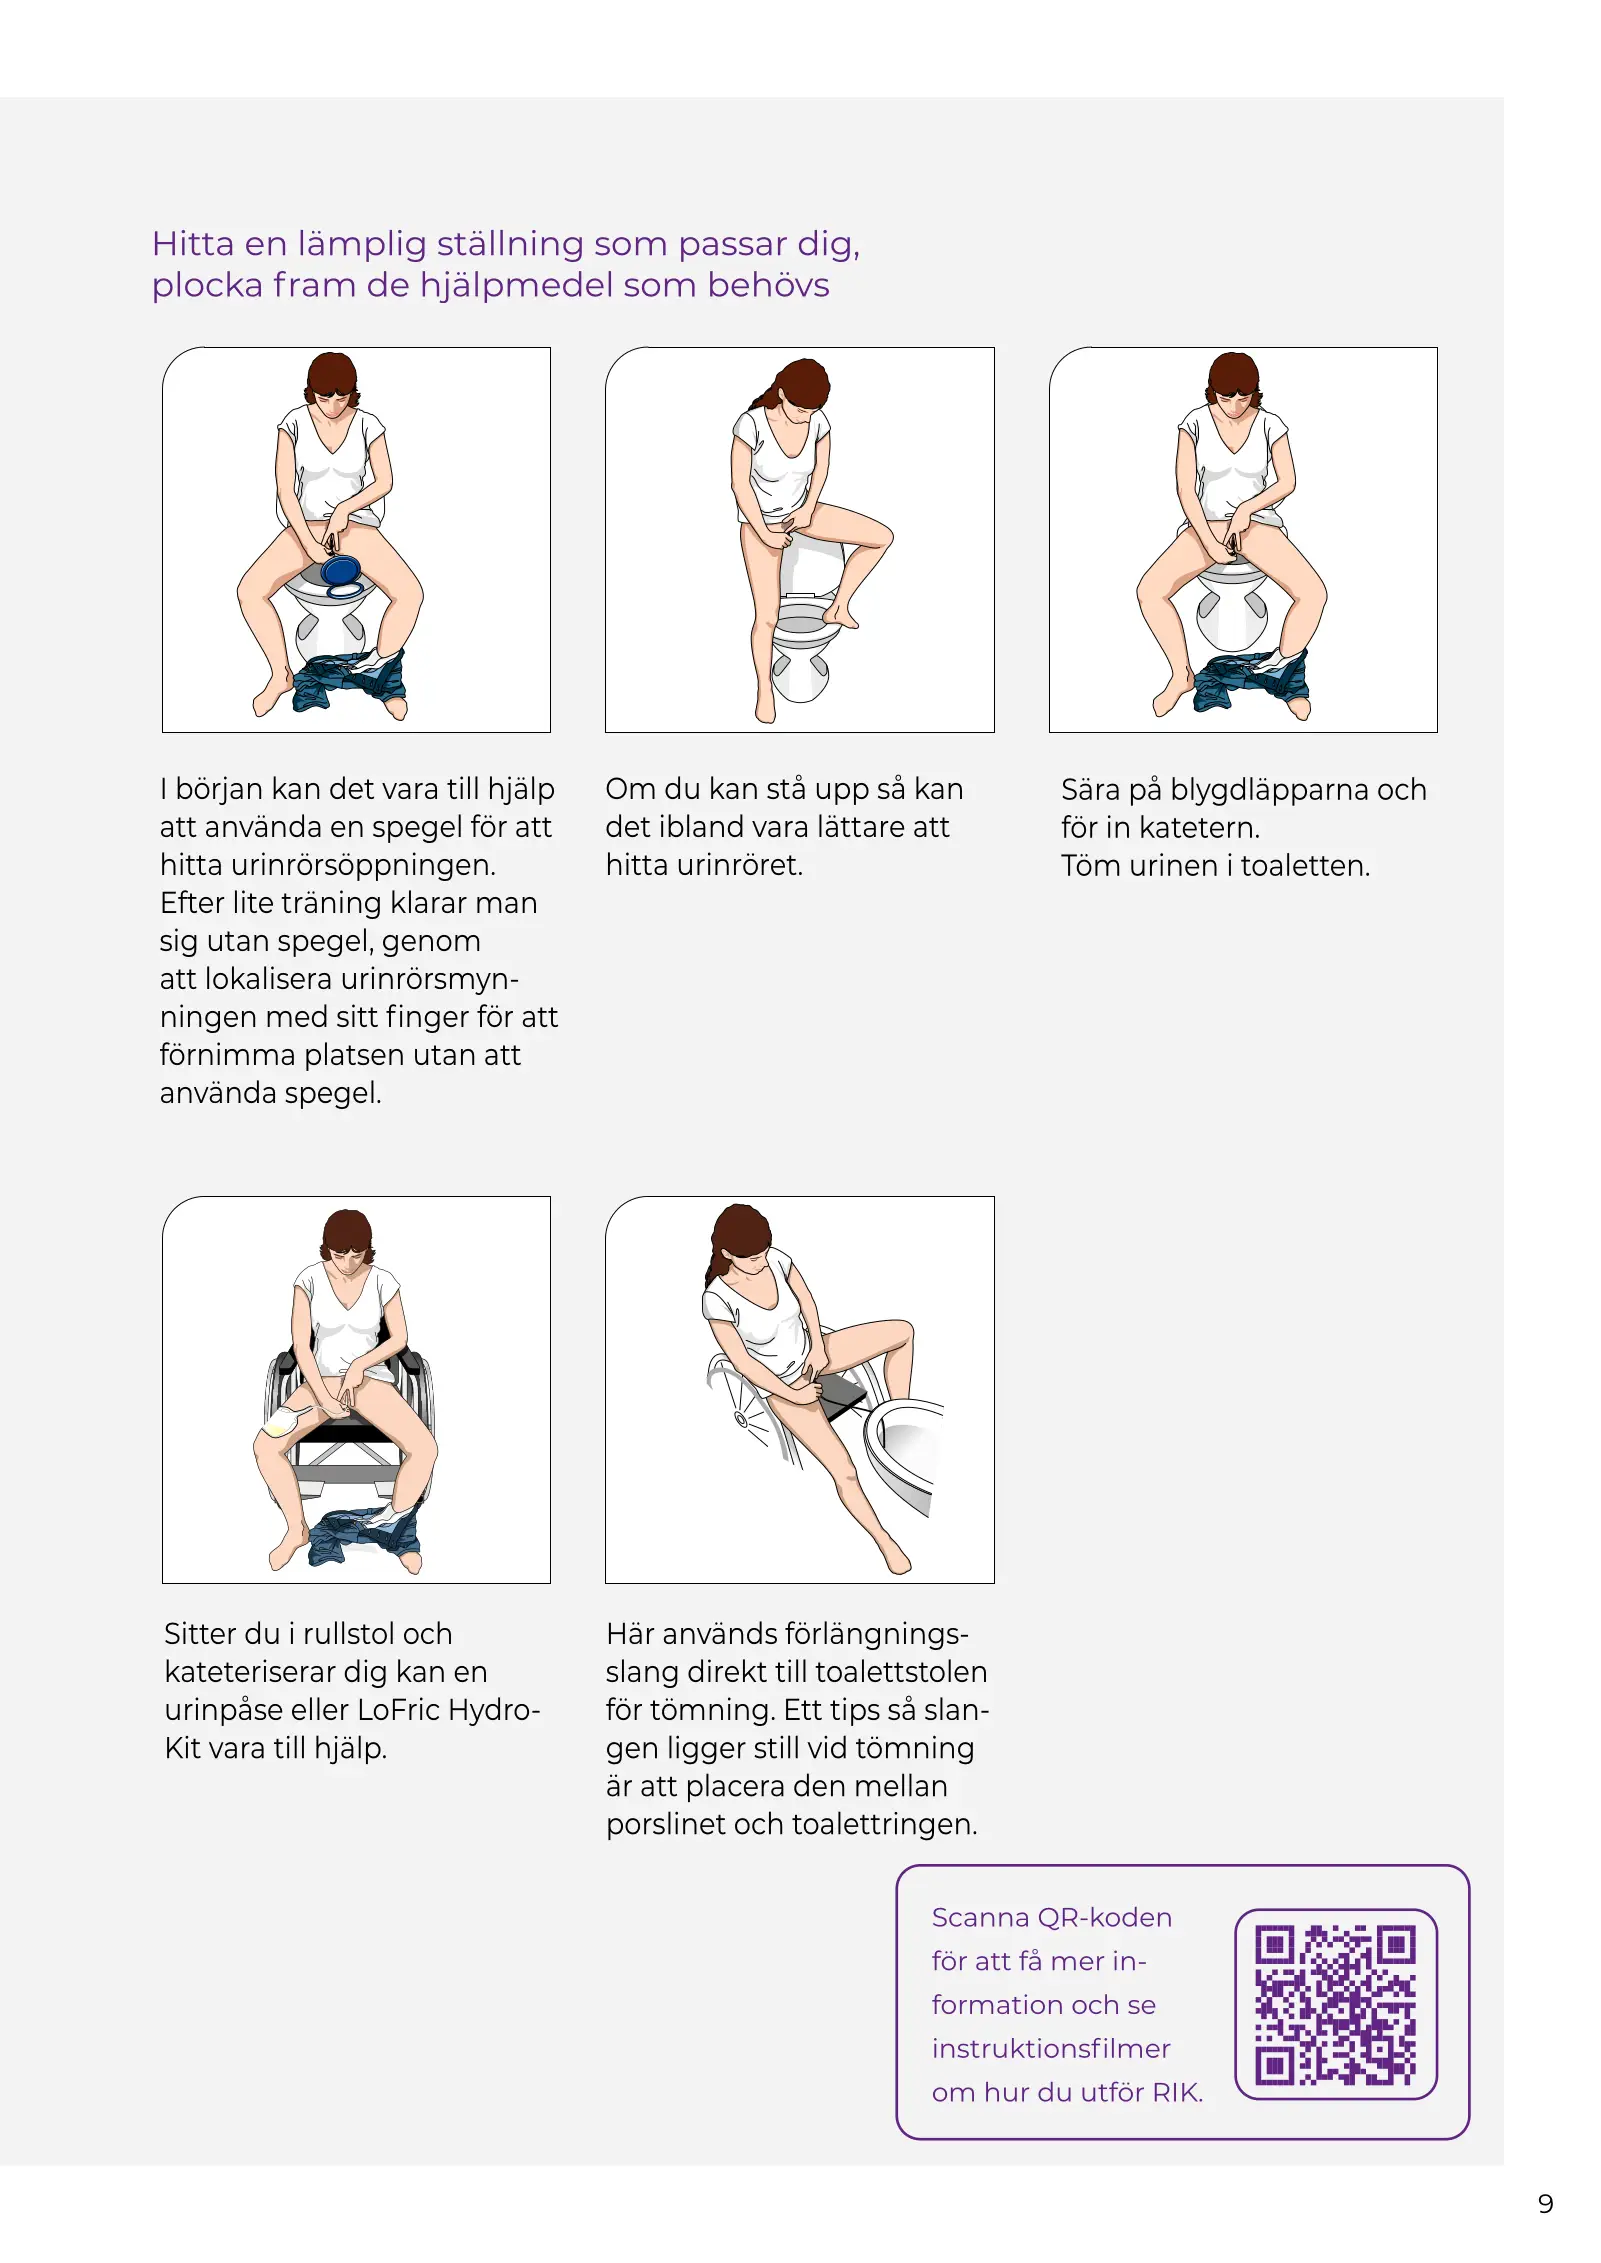 Hitta en lämplig ställning som passar dig,
plocka fram de hjälpmedel som behövs
I början kan det vara till hjälp
att använda en spegel för att
hitta urinrörsöppningen.
Efter lite träning klarar man
sig utan spegel, genom
att lokalisera urinrörsmyn-
ningen med sitt finger för att
förnimma platsen utan att
använda spegel.
Om du kan stå upp så kan
det ibland vara lättare att
hitta urinröret.
Sära på blygdläpparna och
för in katetern.
Töm urinen i toaletten.
Sitter du i rullstol och
kateteriserar dig kan en
urinpåse eller LoFric Hydro-
Kit vara till hjälp.
Här används förlängnings-
slang direkt till toalettstolen
för tömning. Ett tips så slan-
gen ligger still vid tömning
är att placera den mellan
porslinet och toalettringen.
Scanna QR-koden
för att få mer in-
formation och se
instruktionsfilmer
om hur du utför RIK.
9